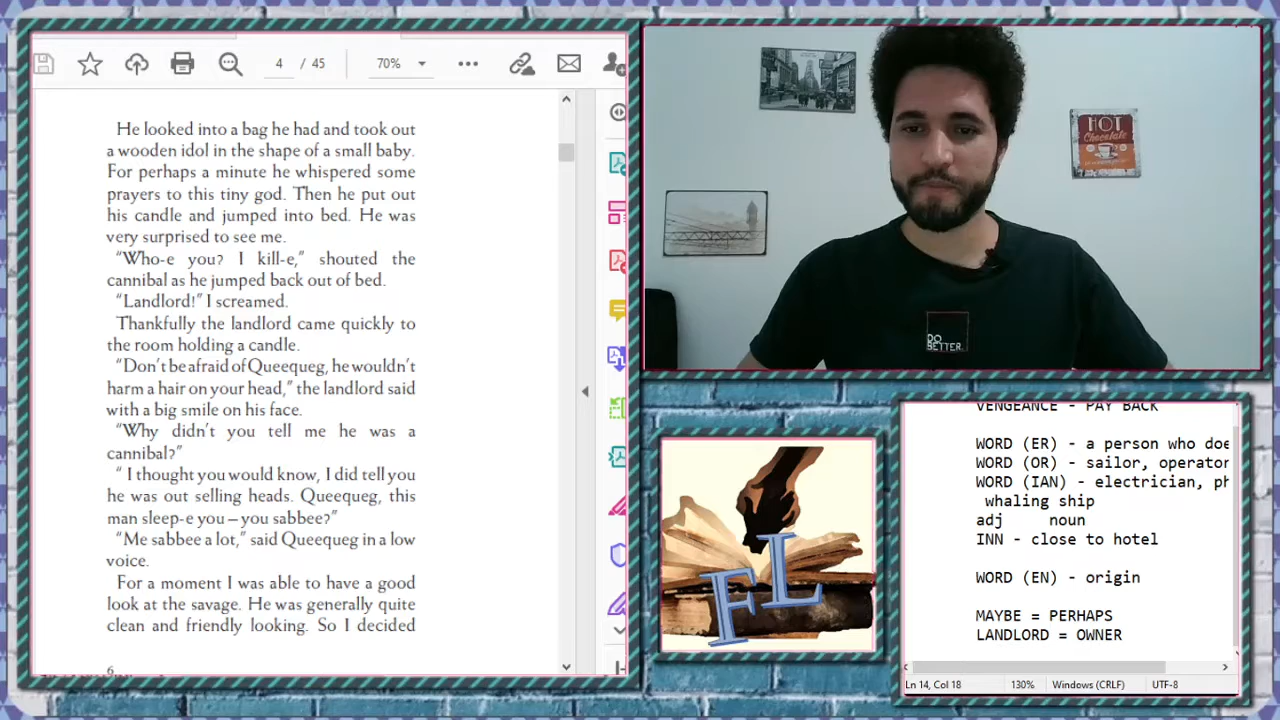 4 / 45
70%
He looked into a bag he had and took out
a wooden idol in the shape of a small baby.
For perhaps a minute he whispered some
prayers to this tiny god. Then he put out
his candle and jumped into bed. He was
very surprised to see me.
“Who-e you? I kill-e,” shouted the
cannibal as he jumped back out of bed.
“Landlord!” I screamed.
Thankfully the landlord came quickly to
the room holding a candle.
“Don’t be afraid of Queequeg, he wouldn’t
harm a hair on your head,” the landlord said
with a big smile on his face.
“Why didn’t you tell me he was a
cannibal?”
“ I thought you would know, I did tell you
he was out selling heads. Queequeg, this
man sleep-e you – you sabbee?”
“Me sabbee a lot,” said Queequeg in a low
voice.
For a moment I was able to have a good
look at the savage. He was generally quite
clean and friendly looking. So I decided
6
HOT
Chocolate
DO
BETTER.
FL
VENGEANCE - PAY BACK
WORD (ER) - a person who doe
WORD (OR) - sailor, operator
WORD (IAN) - electrician, ph
whaling ship
adj noun
INN - close to hotel
WORD (EN) - origin
MAYBE = PERHAPS
LANDLORD = OWNER
Ln 14, Col 18 130% Windows (CRLF) UTF-8